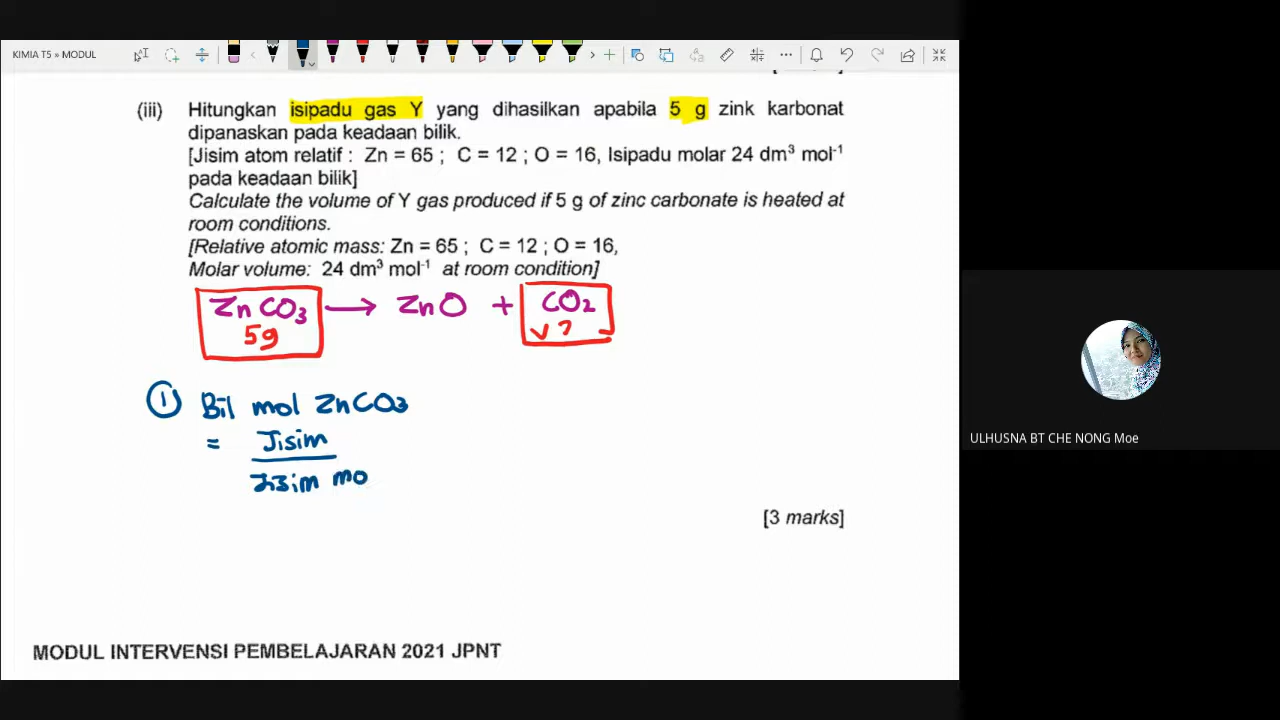 KIMIA T5 » MODUL
(iii) Hitungkan isipadu gas Y yang dihasilkan apabila 5 g zink karbonat
dipanaskan pada keadaan bilik.
[Jisim atom relatif : Zn = 65 ; C = 12 ; O = 16, Isipadu molar 24 dm³ mol⁻¹
pada keadaan bilik]
Calculate the volume of Y gas produced if 5 g of zinc carbonate is heated at
room conditions.
[Relative atomic mass: Zn = 65 ; C = 12 ; O = 16,
Molar volume: 24 dm³ mol⁻¹ at room condition]
ZnCO₃ → ZnO + CO₂
5g V?
① Bil mol ZnCO₃
= Jisim
Jisim mo
[3 marks]
MODUL INTERVENSI PEMBELAJARAN 2021 JPNT
ULHUSNA BT CHE NONG Moe